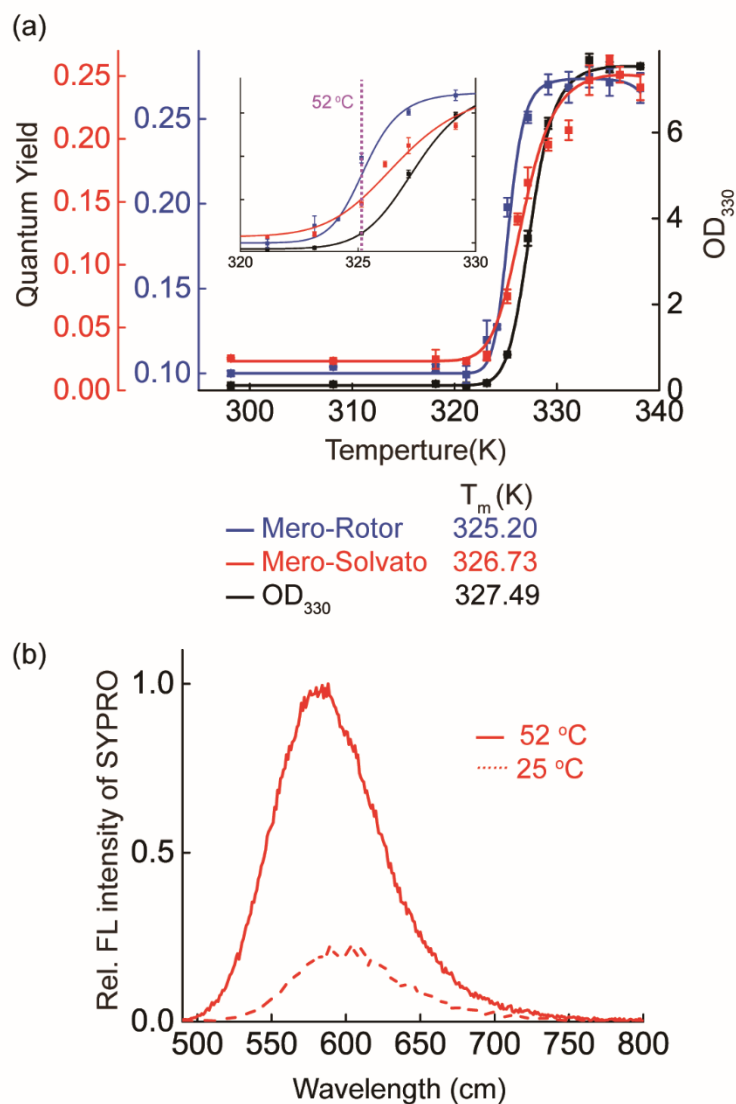 (a)
0.25
0.20
0.15
0.10
0.05
0.00
Quantum Yield
0.25
0.20
0.15
0.10
52 °C
320 325 330
6
4
2
0
OD330
300 310 320 330 340
Temperture(K)
Tm (K)
Mero-Rotor 325.20
Mero-Solvato 326.73
OD330 327.49
(b)
Rel. FL intensity of SYPRO
1.0
0.5
0.0
52 °C
25 °C
490 550 600 650 700 750 800
Wavelength (cm)